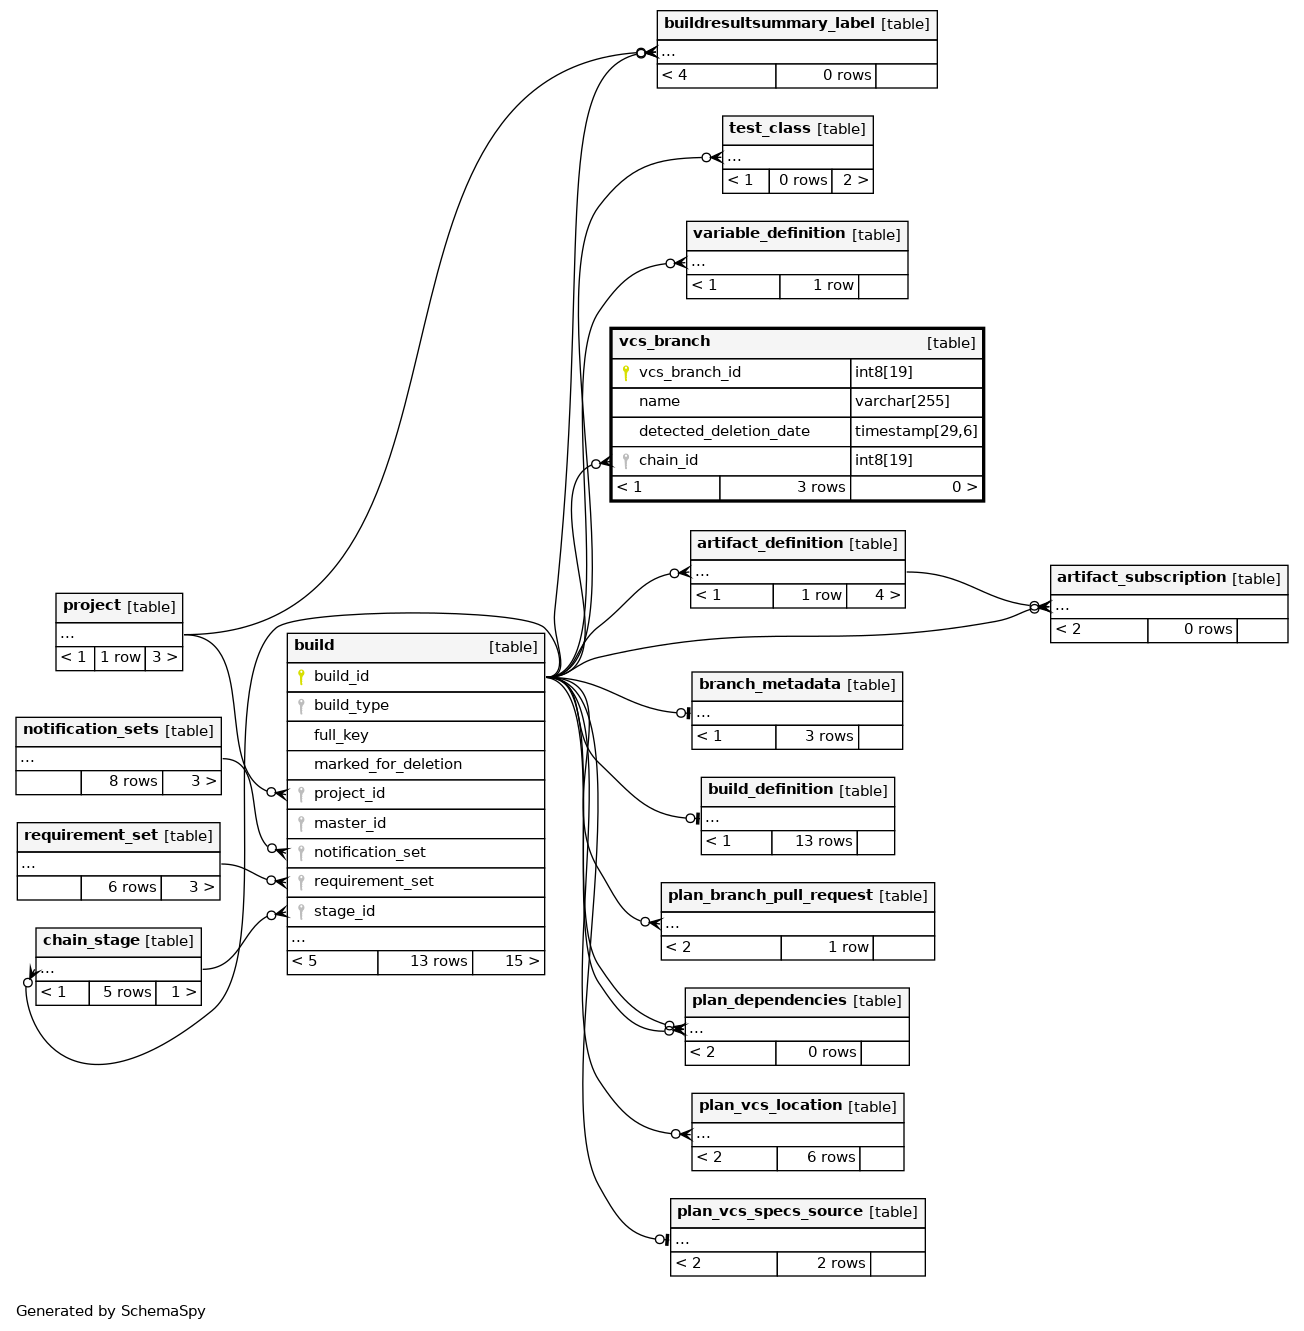 buildresultsummary_label [table]
...
< 4 0 rows
test_class [table]
...
< 1 0 rows 2 >
variable_definition [table]
...
< 1 1 row
vcs_branch [table]
vcs_branch_id int8[19]
name varchar[255]
detected_deletion_date timestamp[29,6]
chain_id int8[19]
< 1 3 rows 0 >
artifact_definition [table]
...
< 1 1 row 4 >
artifact_subscription [table]
...
< 2 0 rows
project [table]
...
< 1 1 row 3 >
build [table]
build_id
build_type
full_key
marked_for_deletion
project_id
master_id
notification_set
requirement_set
stage_id
...
< 5 13 rows 15 >
notification_sets [table]
...
8 rows 3 >
requirement_set [table]
...
6 rows 3 >
chain_stage [table]
...
< 1 5 rows 1 >
branch_metadata [table]
...
< 1 3 rows
build_definition [table]
...
< 1 13 rows
plan_branch_pull_request [table]
...
< 2 1 row
plan_dependencies [table]
...
< 2 0 rows
plan_vcs_location [table]
...
< 2 6 rows
plan_vcs_specs_source [table]
...
< 2 2 rows
Generated by SchemaSpy